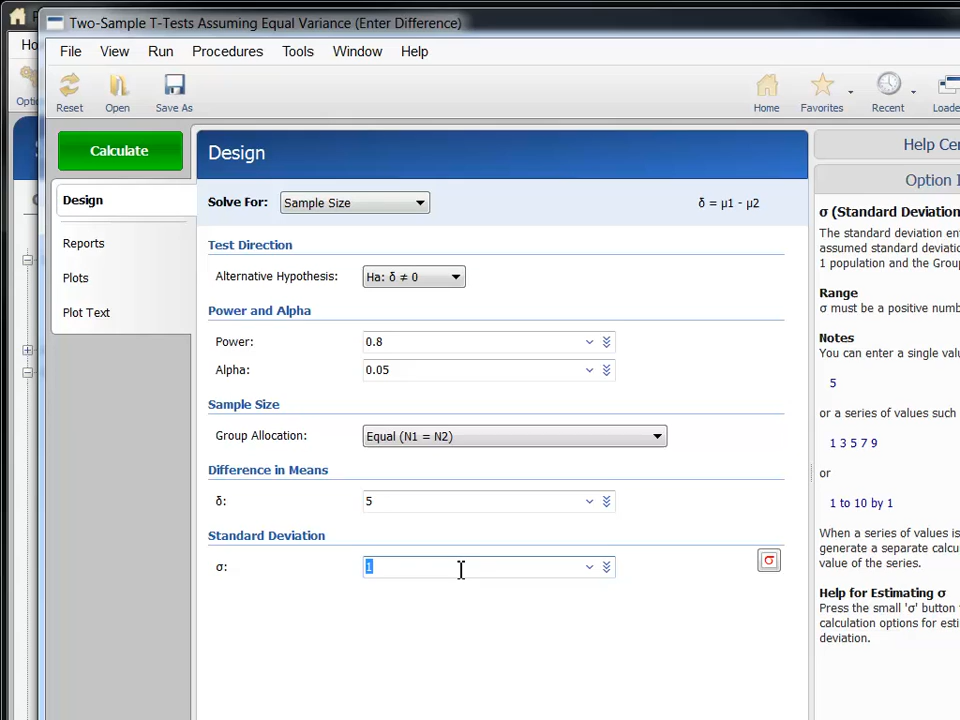 Two-Sample T-Tests Assuming Equal Variance (Enter Difference)
File View Run Procedures Tools Window Help
Reset Open Save As Home Favorites Recent
Calculate
Design
Reports
Plots
Plot Text
Design
Solve For: Sample Size δ = μ1 - μ2
Test Direction
Alternative Hypothesis: Ha: δ ≠ 0
Power and Alpha
Power: 0.8
Alpha: 0.05
Sample Size
Group Allocation: Equal (N1 = N2)
Difference in Means
δ: 5
Standard Deviation
σ: 1
σ
Help Ce
Option I
σ (Standard Deviation
The standard deviation en
assumed standard deviati
1 population and the Grou
Range
σ must be a positive numb
Notes
You can enter a single valu
5
or a series of values such
1 3 5 7 9
or
1 to 10 by 1
When a series of values is
generate a separate calcu
value of the series.
Help for Estimating σ
Press the small 'σ' button
calculation options for esti
deviation.